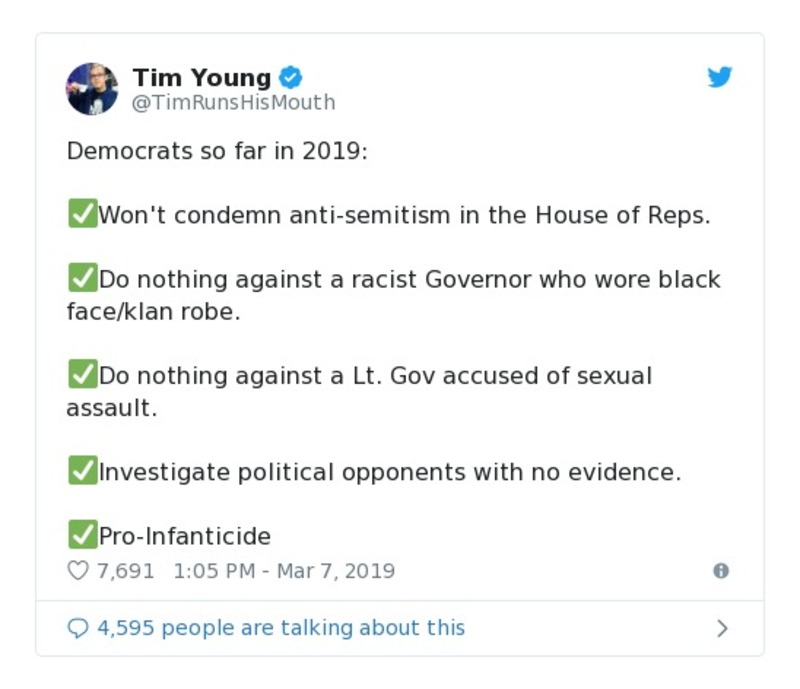 Tim Young
@TimRunsHisMouth
Democrats so far in 2019:
✅Won't condemn anti-semitism in the House of Reps.
✅Do nothing against a racist Governor who wore black
face/klan robe.
✅Do nothing against a Lt. Gov accused of sexual
assault.
✅Investigate political opponents with no evidence.
✅Pro-Infanticide
7,691 1:05 PM - Mar 7, 2019
4,595 people are talking about this